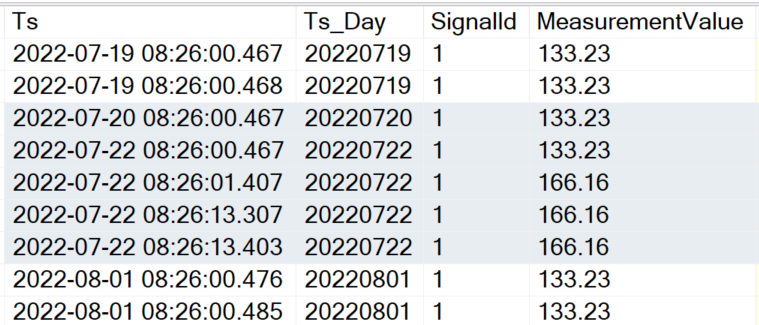 Ts Ts_Day SignalId MeasurementValue
2022-07-19 08:26:00.467 20220719 1 133.23
2022-07-19 08:26:00.468 20220719 1 133.23
2022-07-20 08:26:00.467 20220720 1 133.23
2022-07-22 08:26:00.467 20220722 1 133.23
2022-07-22 08:26:01.407 20220722 1 166.16
2022-07-22 08:26:13.307 20220722 1 166.16
2022-07-22 08:26:13.403 20220722 1 166.16
2022-08-01 08:26:00.476 20220801 1 133.23
2022-08-01 08:26:00.485 20220801 1 133.23